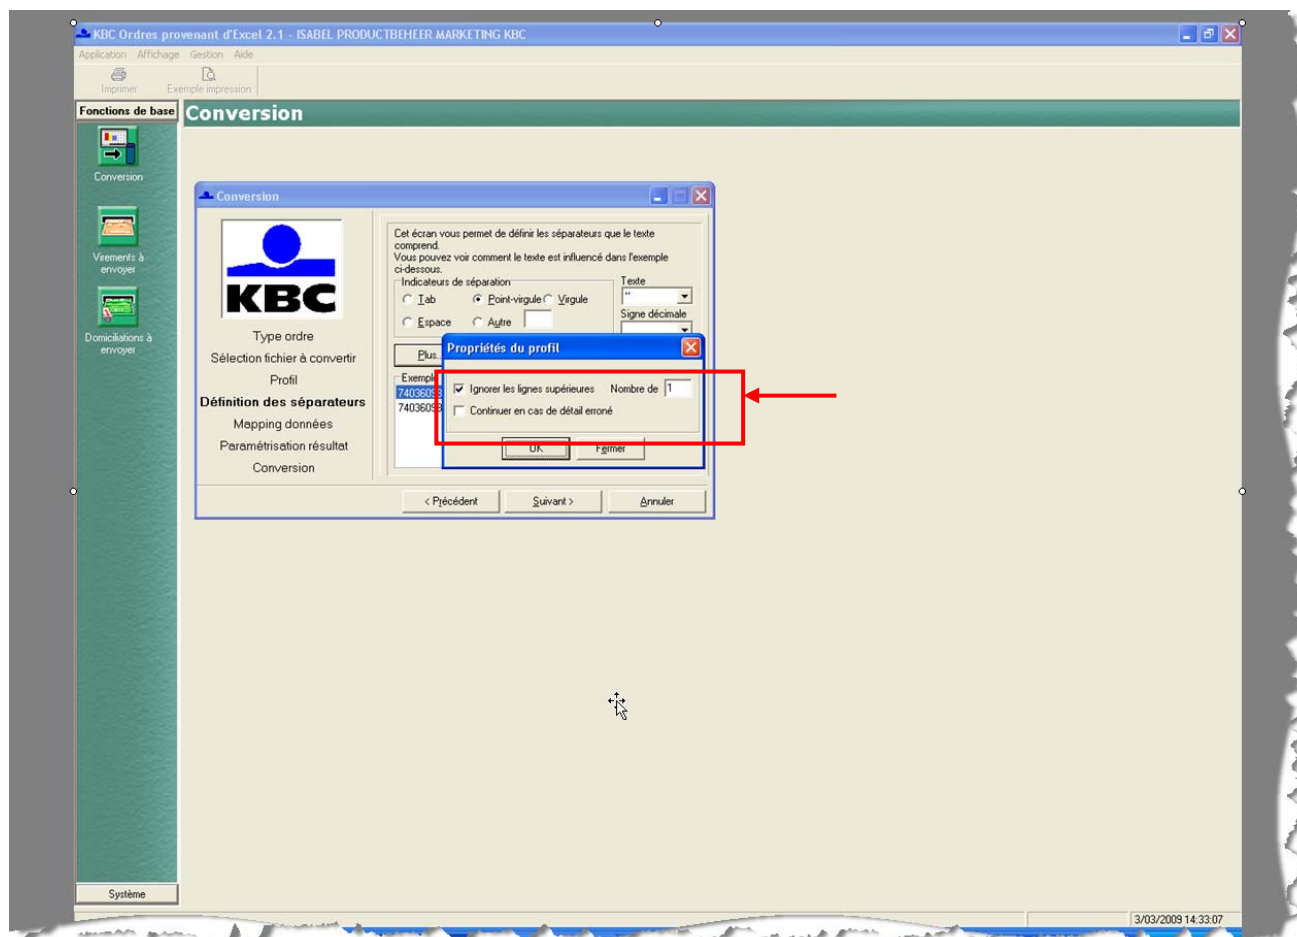 KBC Ordres provenant d'Excel 2.1 - ISABEL PRODUCTBEHEER MARKETING KBC
Application Affichage Gestion Aide
Imprimer Exemple impression
Fonctions de base
Conversion
Conversion
Virements à
envoyer
Domiciliations à
envoyer
Système
Conversion
KBC
Type ordre
Sélection fichier à convertir
Profil
Définition des séparateurs
Mapping données
Paramétrisation résultat
Conversion
Cet écran vous permet de définir les séparateurs que le texte
comprend.
Vous pouvez voir comment le texte est influencé dans l'exemple
ci-dessous.
Indicateurs de séparation
Tab Point-virgule Virgule
Espace Autre
Texte
"
Signe décimale
Plus..
Exempl
7403609
7403609
Propriétés du profil
Ignorer les lignes supérieures Nombre de 1
Continuer en cas de détail erroné
OK Fermer
< Précédent Suivant > Annuler
3/03/2009 14:33:07